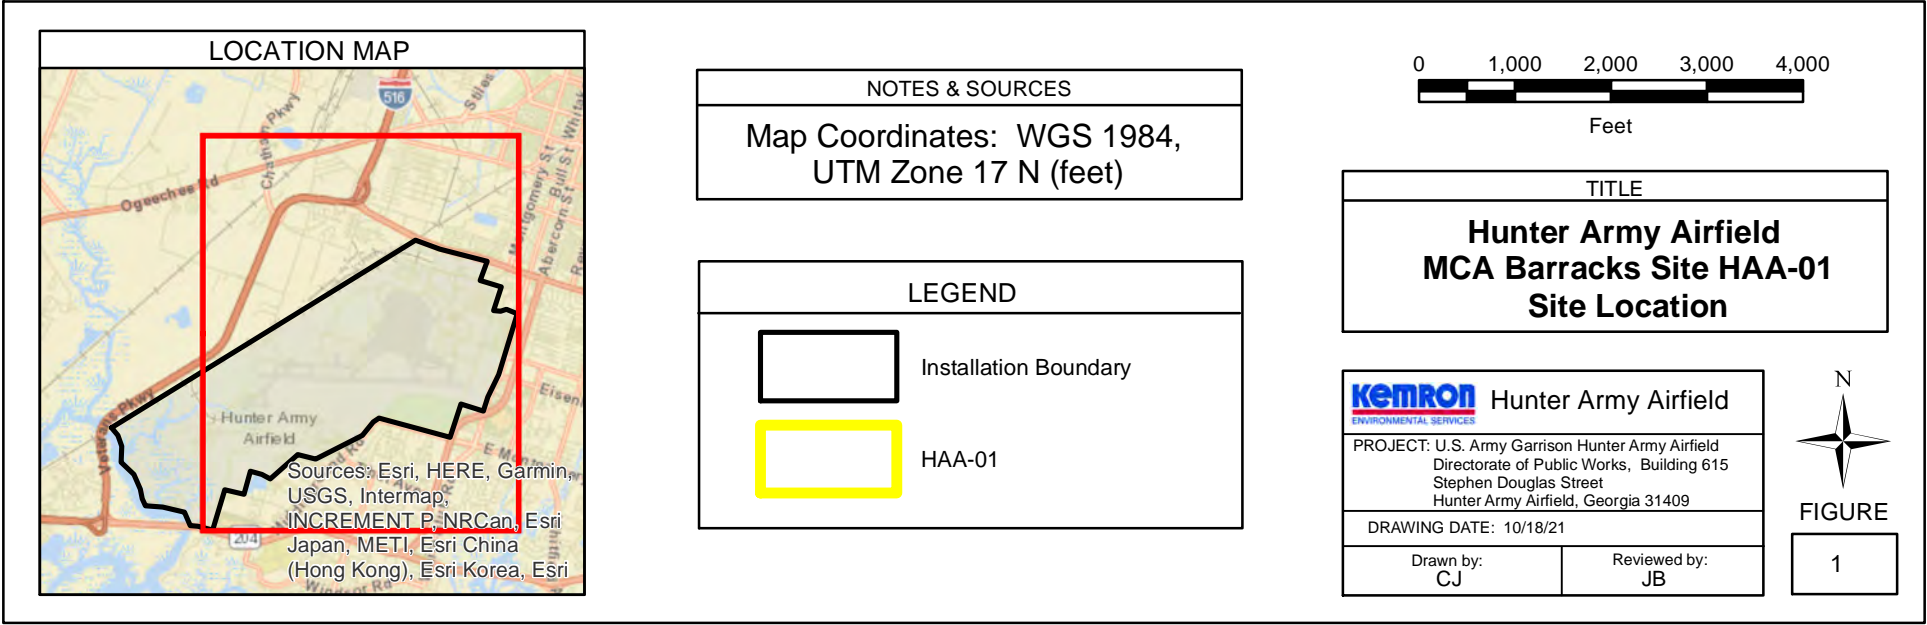 LOCATION MAP
516
Stiles
Chatham Pkwy
Ogeechee Rd
Montgomery St
Bull St
Whitak
Abercorn St
Ree
Eisen
Veterans Pkwy
Hunter Army
Airfield
E Montgomery
204
Windsor Rd
Sources: Esri, HERE, Garmin,
USGS, Intermap,
INCREMENT P, NRCan, Esri
Japan, METI, Esri China
(Hong Kong), Esri Korea, Esri
NOTES & SOURCES
Map Coordinates: WGS 1984,
UTM Zone 17 N (feet)
LEGEND
Installation Boundary
HAA-01
0 1,000 2,000 3,000 4,000
Feet
TITLE
Hunter Army Airfield
MCA Barracks Site HAA-01
Site Location
KEMRON
ENVIRONMENTAL SERVICES
Hunter Army Airfield
PROJECT: U.S. Army Garrison Hunter Army Airfield
Directorate of Public Works, Building 615
Stephen Douglas Street
Hunter Army Airfield, Georgia 31409
DRAWING DATE: 10/18/21
Drawn by:
CJ
Reviewed by:
JB
N
FIGURE
1